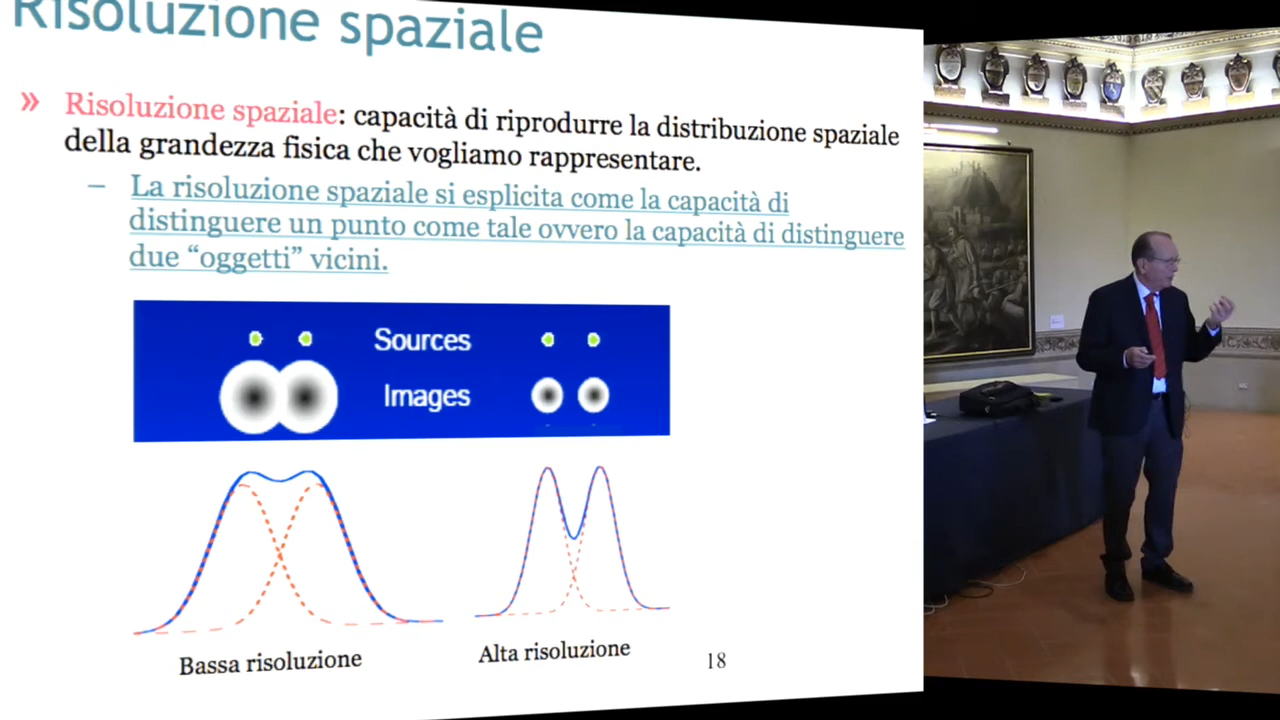 Risoluzione spaziale
» Risoluzione spaziale: capacità di riprodurre la distribuzione spaziale
della grandezza fisica che vogliamo rappresentare.
– La risoluzione spaziale si esplicita come la capacità di
distinguere un punto come tale ovvero la capacità di distinguere
due “oggetti” vicini.
Sources
Images
Bassa risoluzione
Alta risoluzione
18